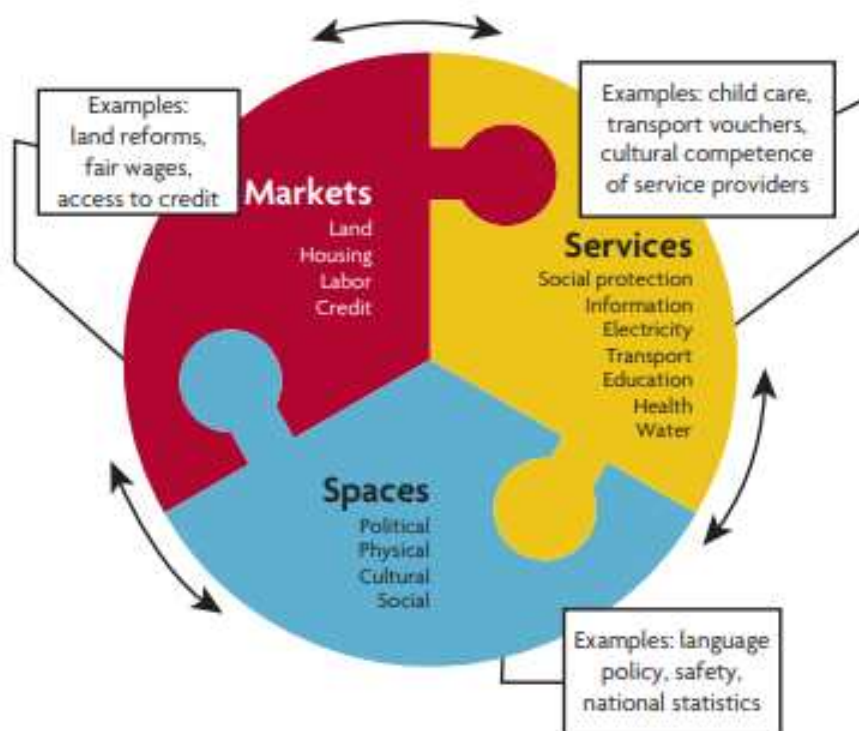 Examples:
land reforms,
fair wages,
access to credit
Markets
Land
Housing
Labor
Credit
Examples: child care,
transport vouchers,
cultural competence
of service providers
Services
Social protection
Information
Electricity
Transport
Education
Health
Water
Spaces
Political
Physical
Cultural
Social
Examples: language
policy, safety,
national statistics